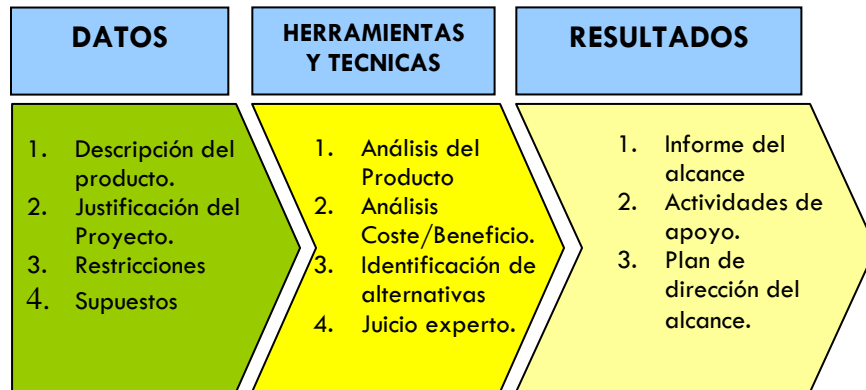 DATOS
1. Descripción del
producto.
2. Justificación del
Proyecto.
3. Restricciones
4. Supuestos
HERRAMIENTAS
Y TECNICAS
1. Análisis del
Producto
2. Análisis
Coste/Beneficio.
3. Identificación de
alternativas
4. Juicio experto.
RESULTADOS
1. Informe del
alcance
2. Actividades de
apoyo.
3. Plan de
dirección del
alcance.